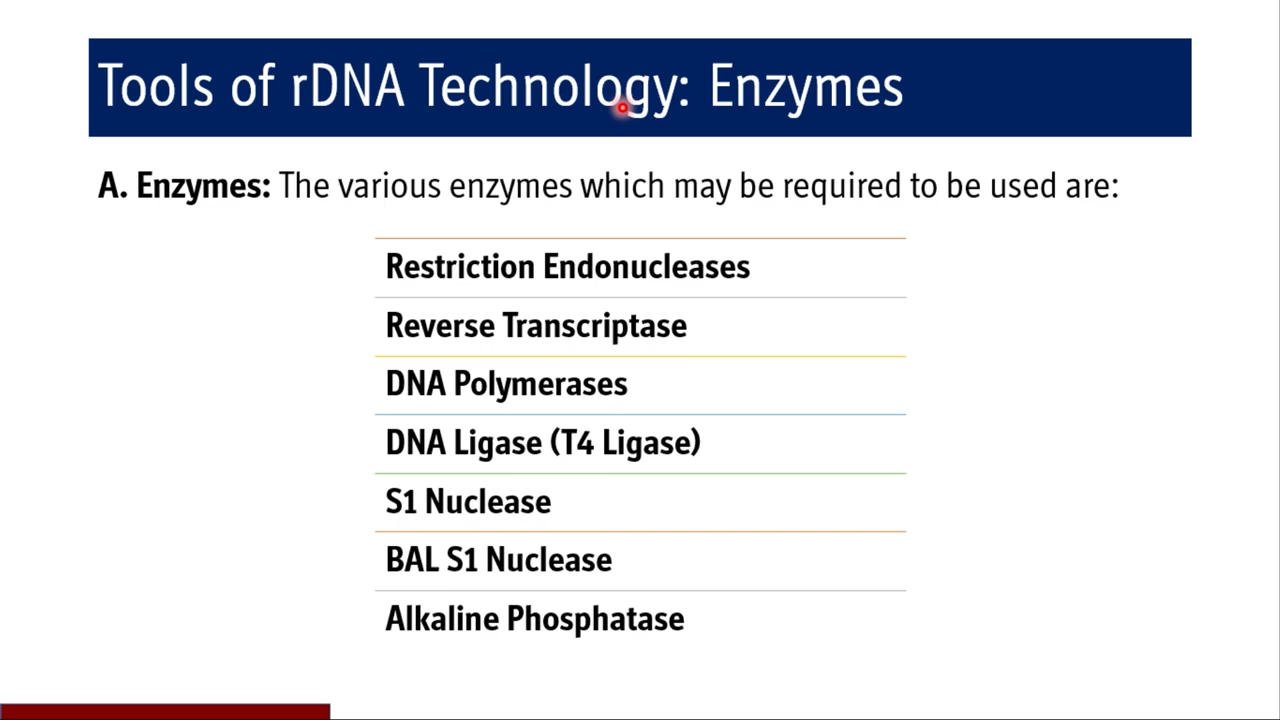 Tools of rDNA Technology: Enzymes
A. Enzymes: The various enzymes which may be required to be used are:
Restriction Endonucleases
Reverse Transcriptase
DNA Polymerases
DNA Ligase (T4 Ligase)
S1 Nuclease
BAL S1 Nuclease
Alkaline Phosphatase